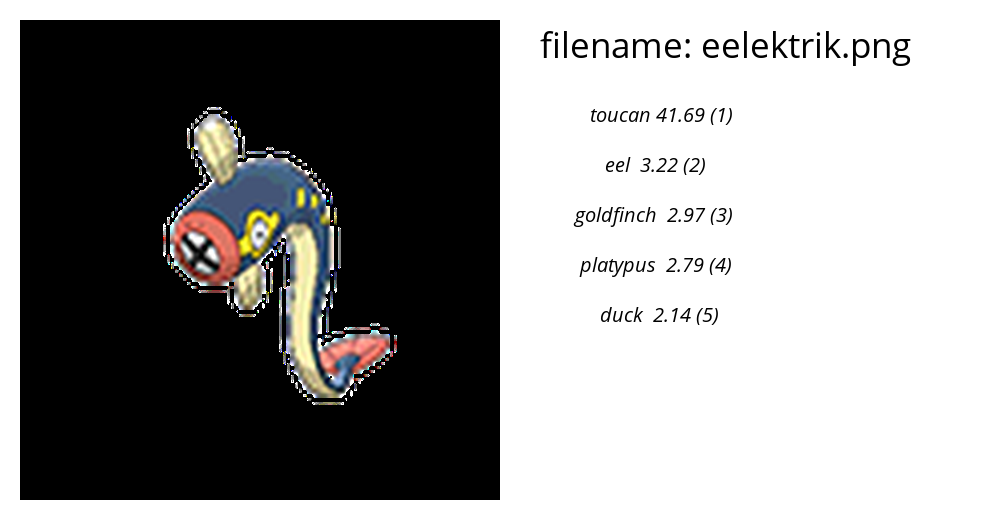 filename: eelektrik.png
toucan 41.69 (1)
eel 3.22 (2)
goldfinch 2.97 (3)
platypus 2.79 (4)
duck 2.14 (5)